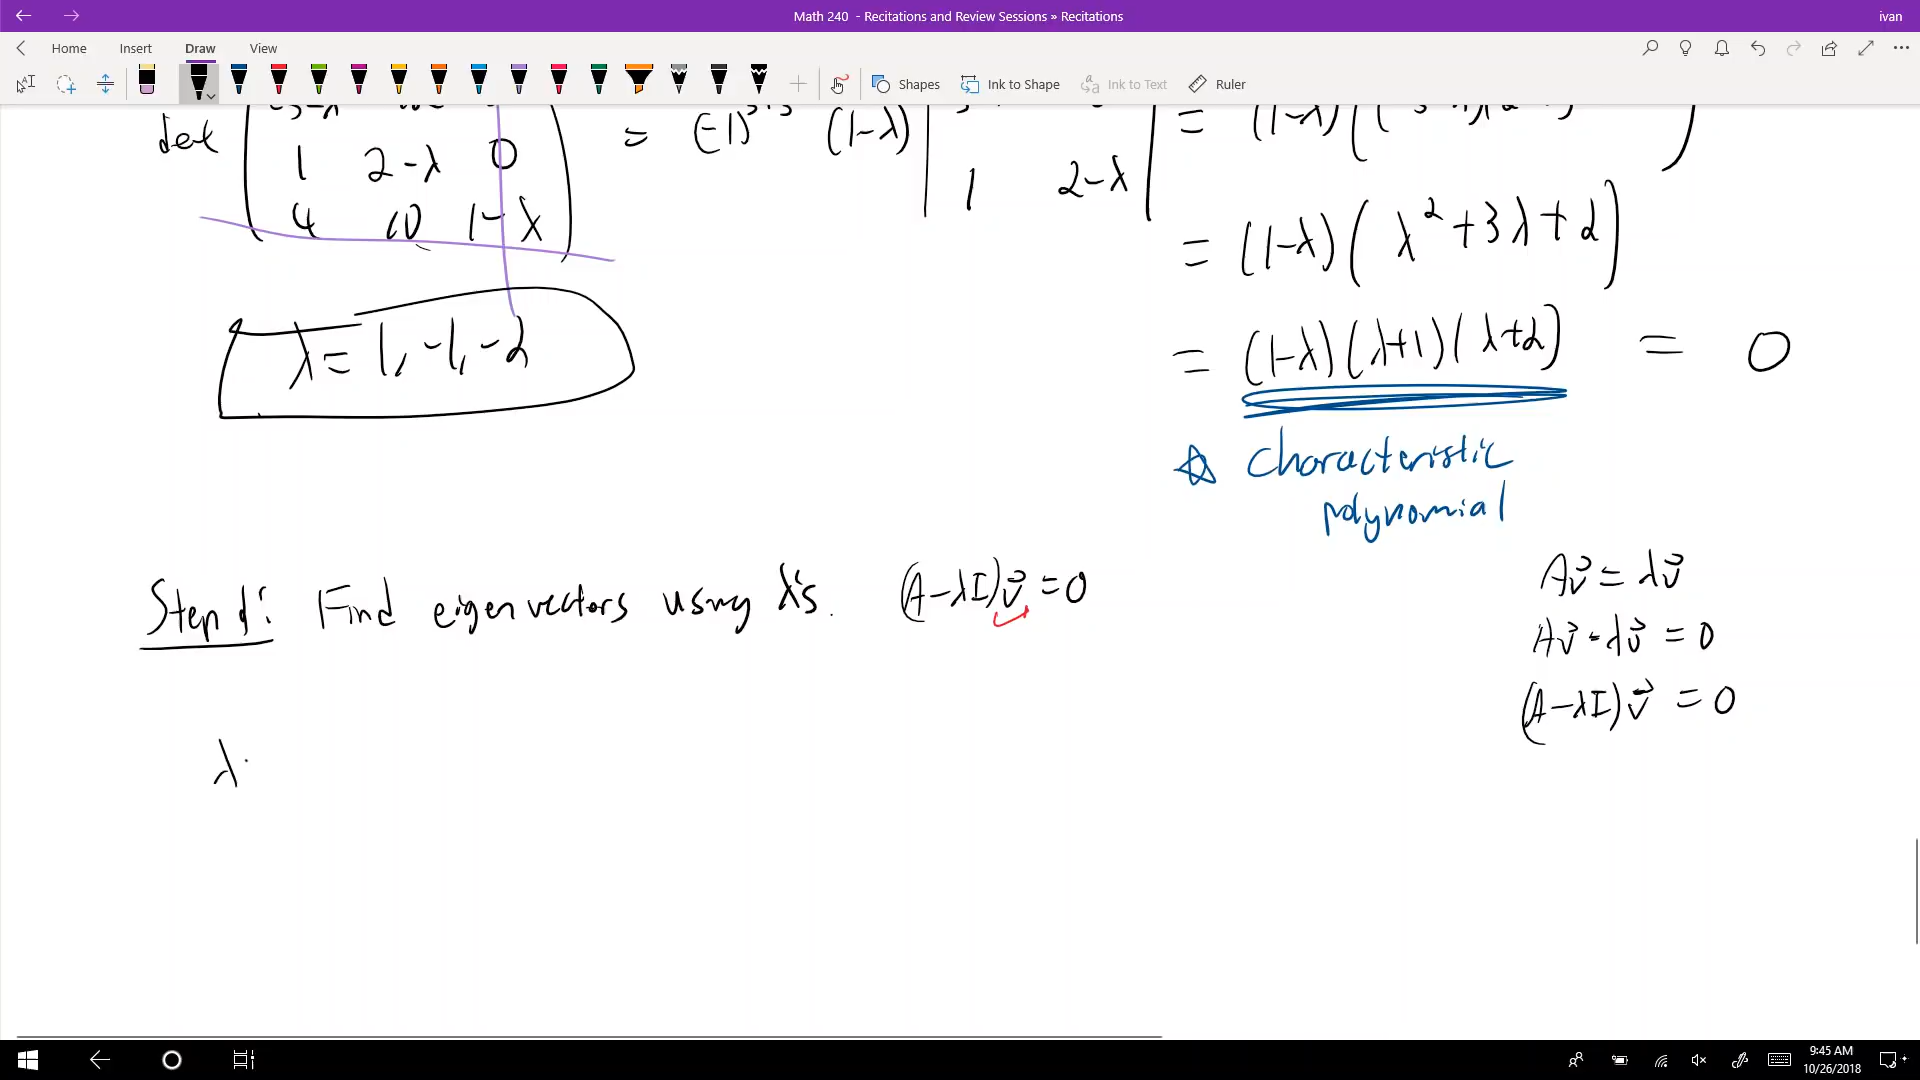 Math 240 - Recitations and Review Sessions » Recitations
ivan
Home Insert Draw View
Shapes Ink to Shape Ink to Text Ruler
det
1 2-λ 0
4 10 1-λ
= (-1)³⁺³ (1-λ)
1 2-λ
= (1-λ)(
= (1-λ)(λ²+3λ+2)
= (1-λ)(λ+1)(λ+2) = 0
λ = 1, -1, -2
☆ Characteristic
polynomial
Step 2: Find eigenvectors using λ's. (A-λI)v⃗=0
Av⃗ = λv⃗
Av⃗ - λv⃗ = 0
(A-λI)v⃗ = 0
λ
9:45 AM
10/26/2018